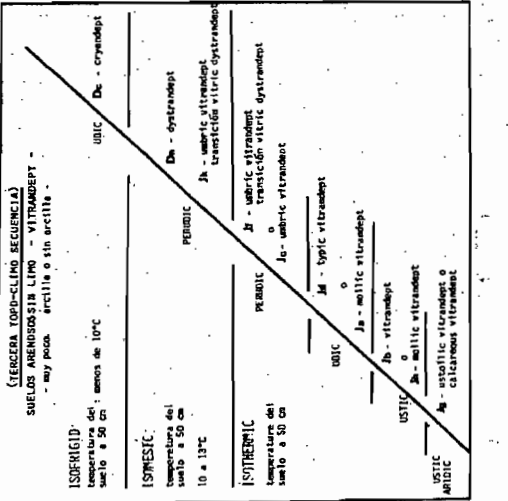 (TERCERA TOPO-CLIMO SECUENCIA)
SUELOS ARENOSOS SIN LIMO - VITRANDEPT -
- muy poca arcilla o sin arcilla -
ISOFRIGID:
temperatura del
suelo a 50 cm : menos de 10°C
UDIC
Dc - cryandept
ISOMESIC:
temperatura del
suelo a 50 cm
10 a 13°C
PERUDIC
Dn - dystrandept
Jk - umbric vitrandept
transición vitric dystrandept
ISOTHERMIC
temperature del
suelo a 50 cm
PERUDIC
Jf - umbric vitrandept
transición vitric dystrandept
o
Jc - umbric vitrandept
UDIC
Jd - typic vitrandept
o
Ja - mollic vitrandept
USTIC
Jb - vitrandept
o
Jn - mollic vitrandept
USTIC
ARIDIC
Jg - ustollic vitrandept o
calcareous vitrandept